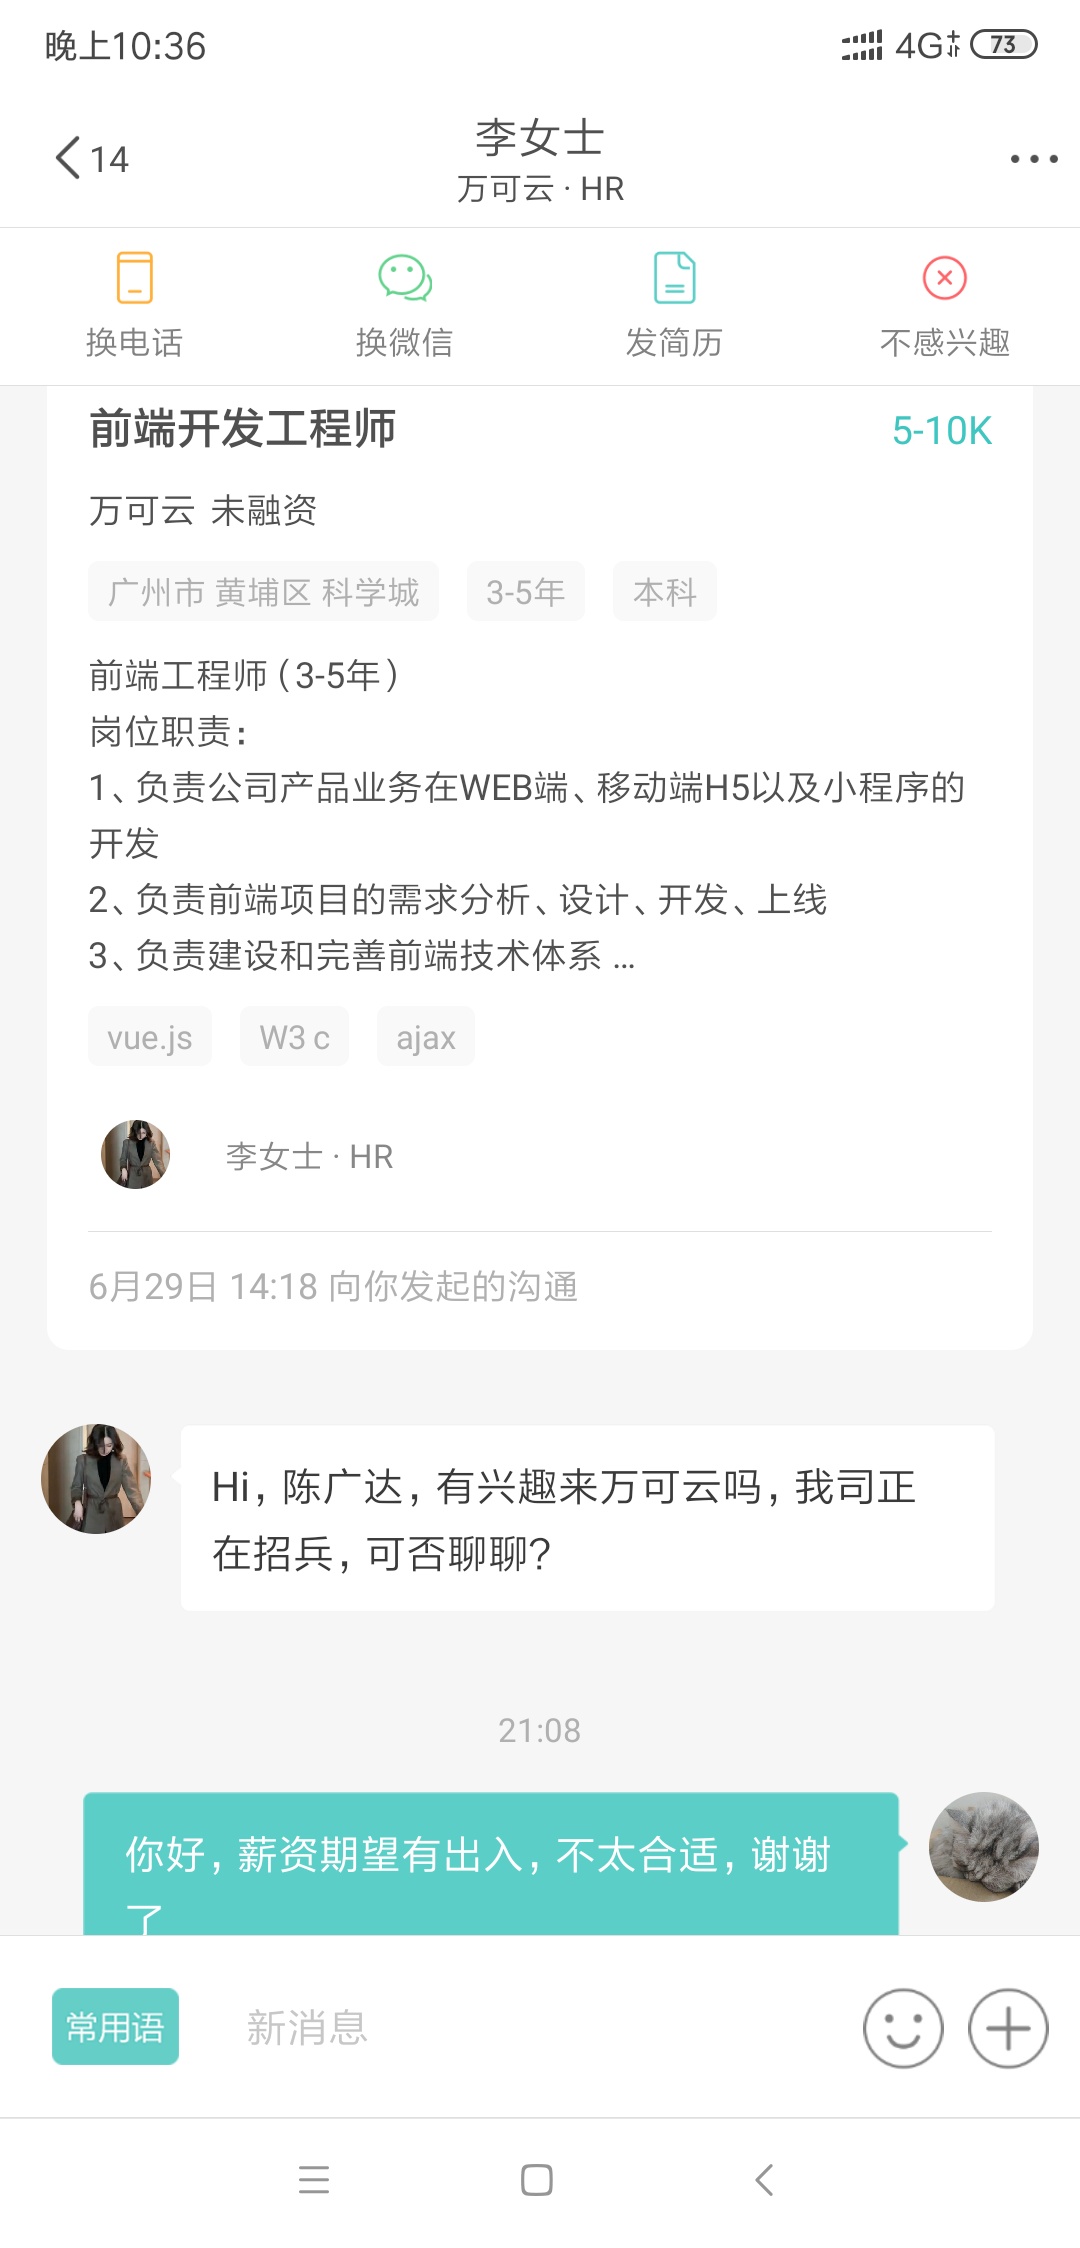 晚上10:36
4G 73
14
李女士
万可云 · HR
换电话 换微信 发简历 不感兴趣
前端开发工程师 5-10K
万可云 未融资
广州市 黄埔区 科学城 3-5年 本科
前端工程师（3-5年）
岗位职责：
1、负责公司产品业务在WEB端、移动端H5以及小程序的
开发
2、负责前端项目的需求分析、设计、开发、上线
3、负责建设和完善前端技术体系 ...
vue.js W3 c ajax
李女士 · HR
6月29日 14:18 向你发起的沟通
Hi，陈广达，有兴趣来万可云吗，我司正
在招兵，可否聊聊？
21:08
你好，薪资期望有出入，不太合适，谢谢
了
常用语 新消息